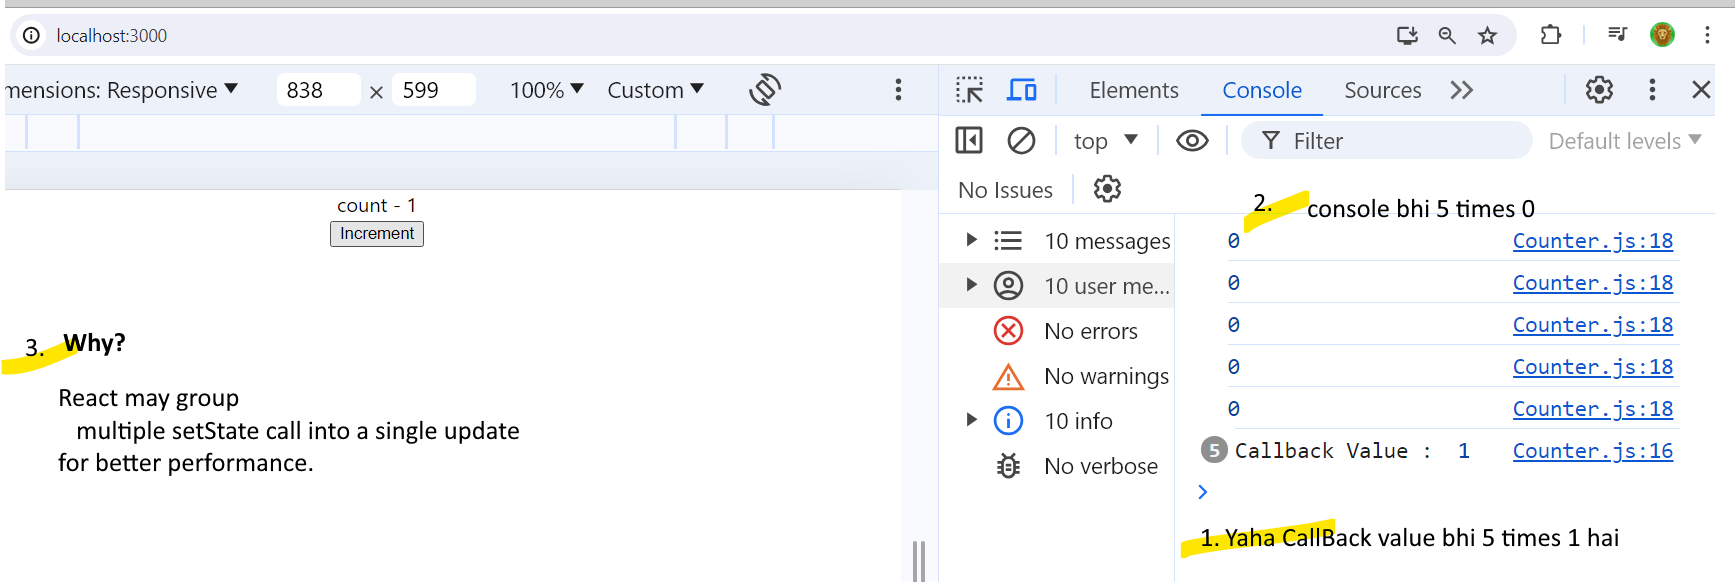 localhost:3000
mensions: Responsive ▼ 838 × 599 100% ▼ Custom ▼
Elements Console Sources
top ▼ Filter Default levels ▼
No Issues
count - 1
Increment
3. Why?
React may group
multiple setState call into a single update
for better performance.
10 messages
10 user me...
No errors
No warnings
10 info
No verbose
2. console bhi 5 times 0
0 Counter.js:18
0 Counter.js:18
0 Counter.js:18
0 Counter.js:18
0 Counter.js:18
5 Callback Value : 1 Counter.js:16
1. Yaha CallBack value bhi 5 times 1 hai